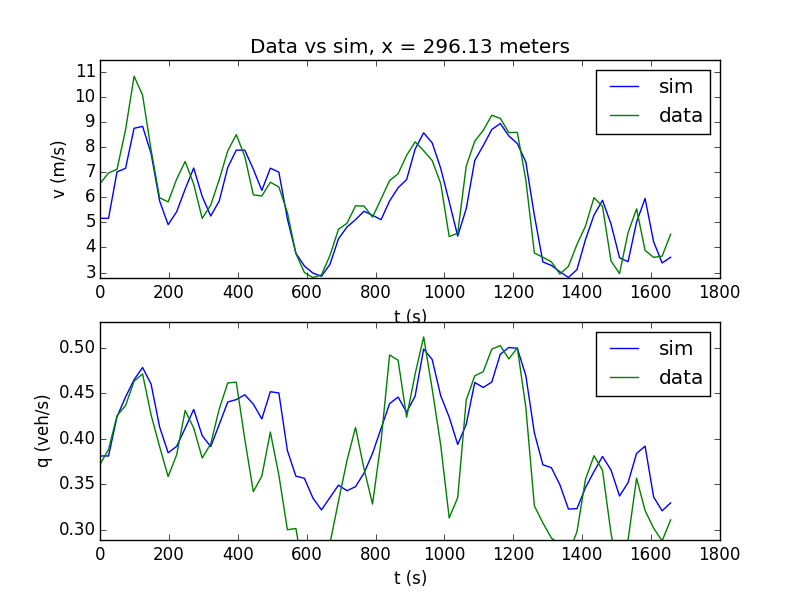 Data vs sim, x = 296.13 meters
v (m/s)
11
10
9
8
7
6
5
4
3
sim
data
0 200 400 600 800 1000 1200 1400 1600 1800
t (s)
q (veh/s)
0.50
0.45
0.40
0.35
0.30
sim
data
0 200 400 600 800 1000 1200 1400 1600 1800
t (s)